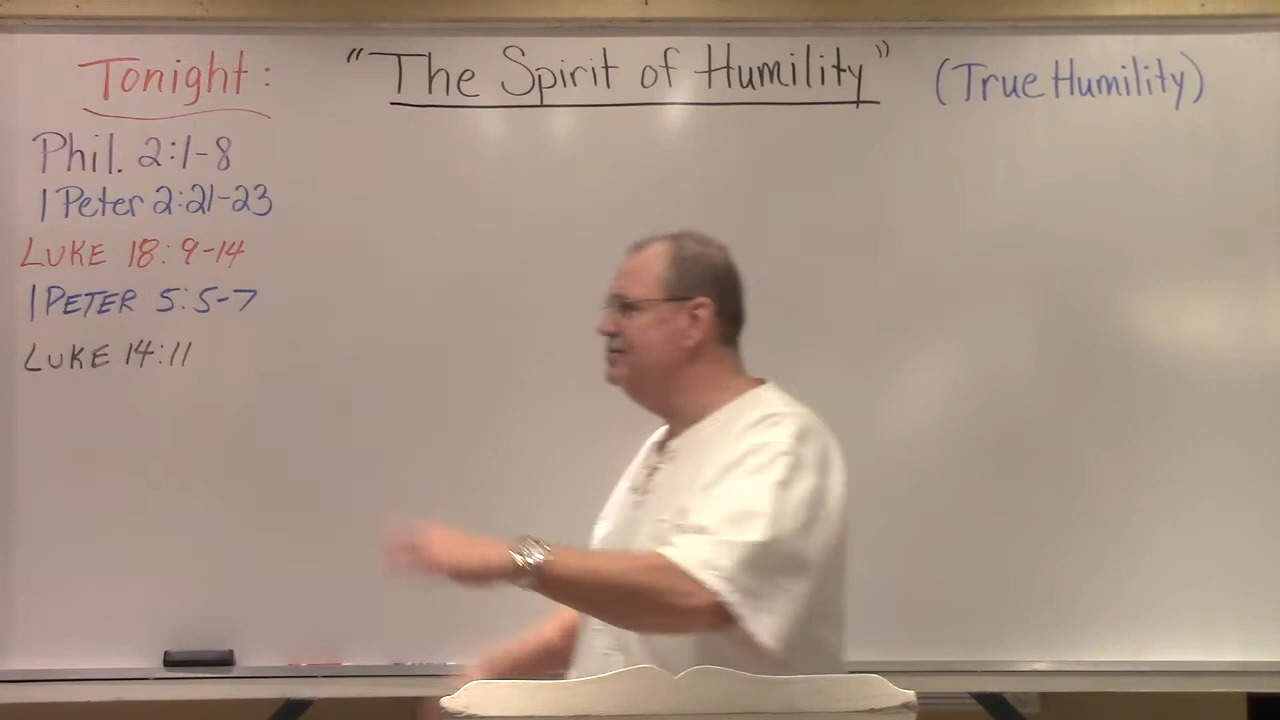 Tonight: "The Spirit of Humility" (True Humility)
Phil. 2:1-8
1 Peter 2:21-23
LUKE 18:9-14
1 PETER 5:5-7
LUKE 14:11